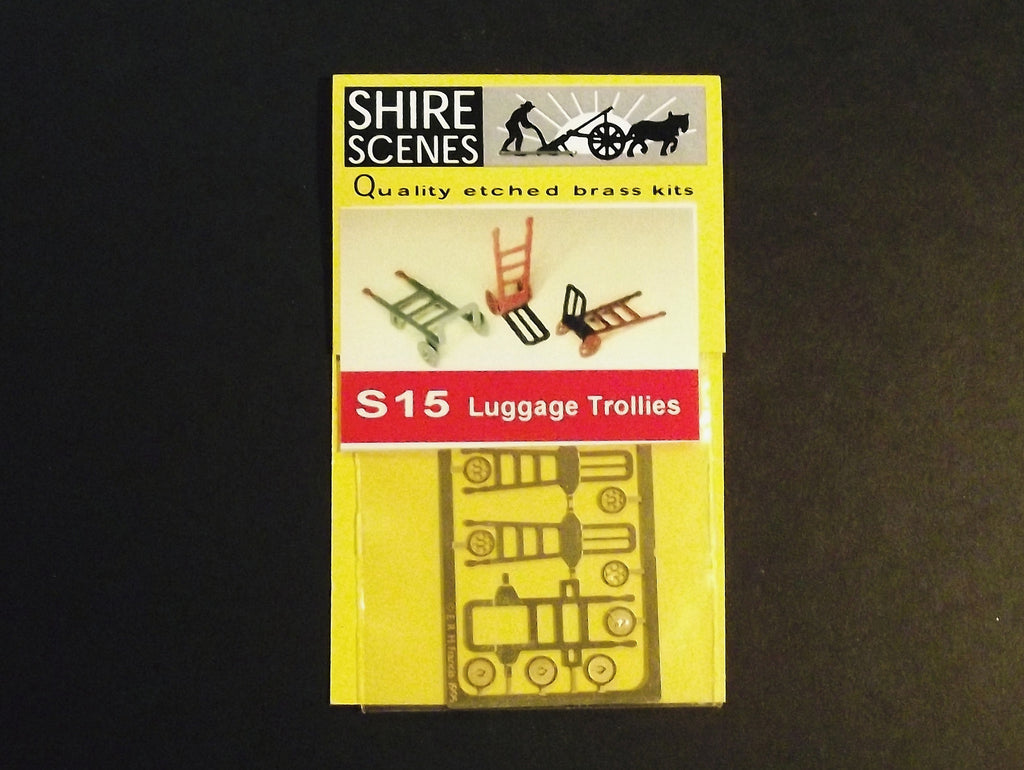 SHIRE
SCENES
Quality etched brass kits
S15 Luggage Trollies